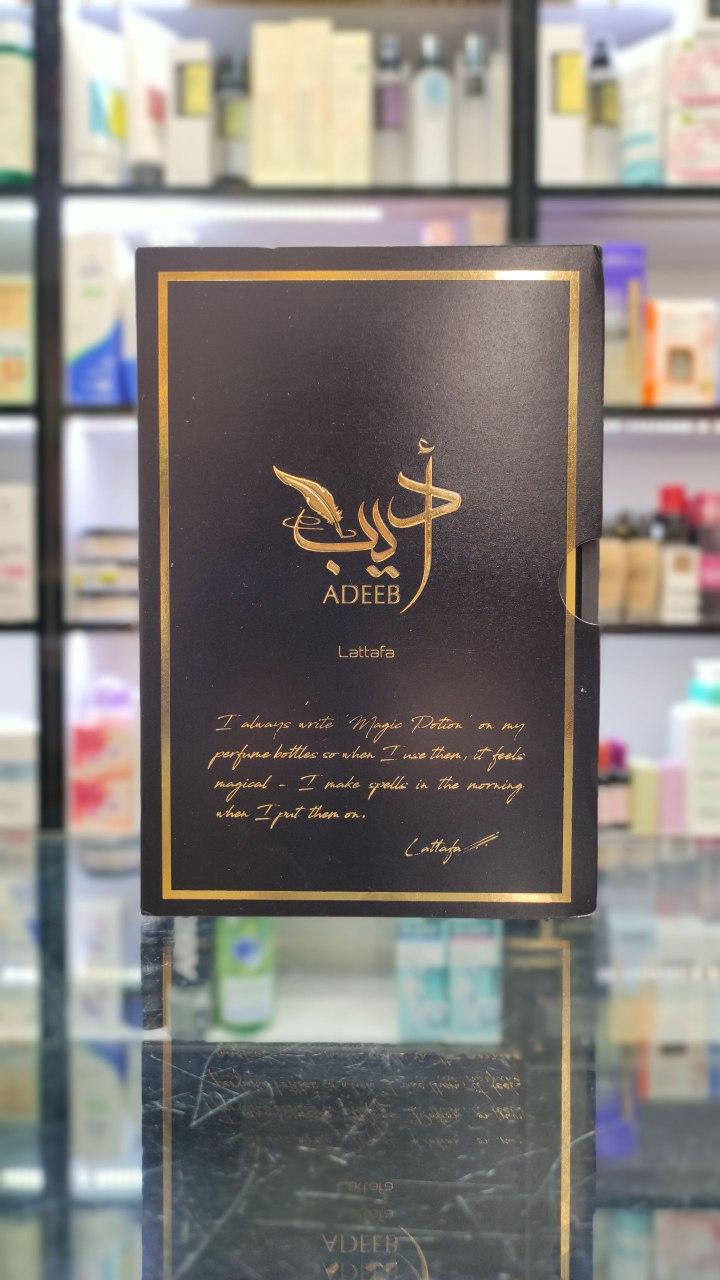 أديب
ADEEB
Lattafa
I always write 'Magic Potion' on my
perfume bottles so when I use them, it feels
magical - I make spells in the morning
when I put them on.
Lattafa